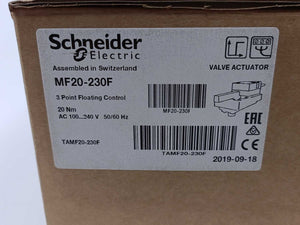 Schneider
Electric
Assembled in Switzerland
MF20-230F
3 Point Floating Control
20 Nm
AC 100...240 V 50/60 Hz
TAMF20-230F
VALVE ACTUATOR
MF20-230F
EAC
TAMF20-230F
2019-09-18